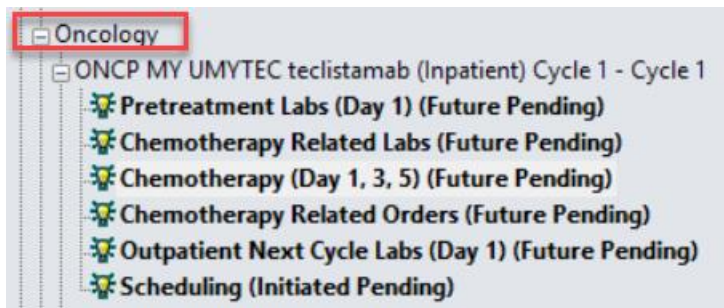 Oncology
ONCP MY UMYTEC teclistamab (Inpatient) Cycle 1 - Cycle 1
Pretreatment Labs (Day 1) (Future Pending)
Chemotherapy Related Labs (Future Pending)
Chemotherapy (Day 1, 3, 5) (Future Pending)
Chemotherapy Related Orders (Future Pending)
Outpatient Next Cycle Labs (Day 1) (Future Pending)
Scheduling (Initiated Pending)